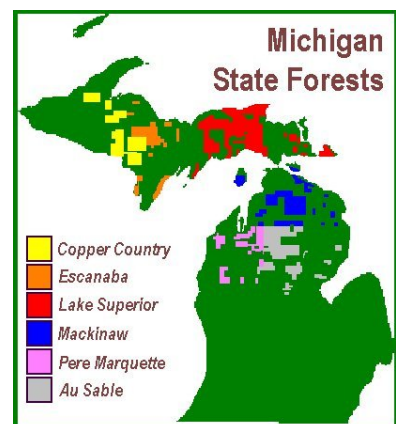 Michigan
State Forests
Copper Country
Escanaba
Lake Superior
Mackinaw
Pere Marquette
Au Sable